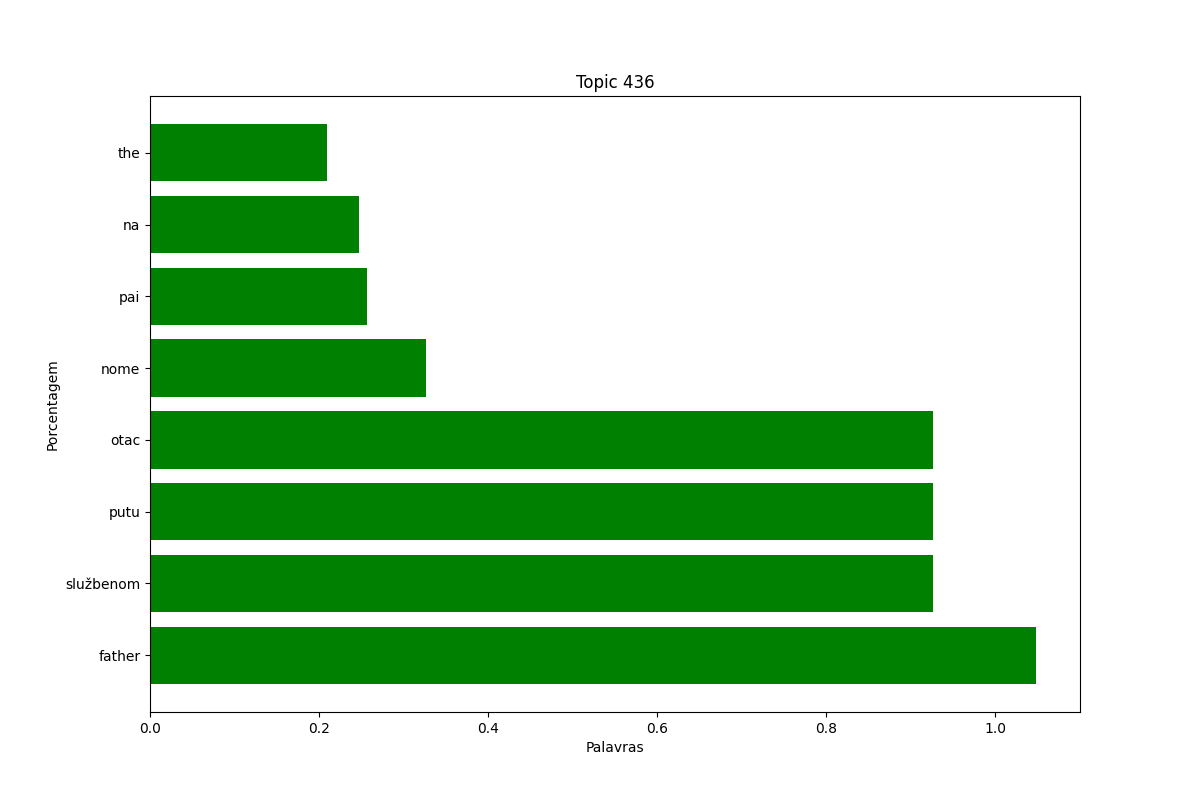 Topic 436
the
na
pai
nome
otac
putu
službenom
father
Porcentagem
0.0 0.2 0.4 0.6 0.8 1.0
Palavras